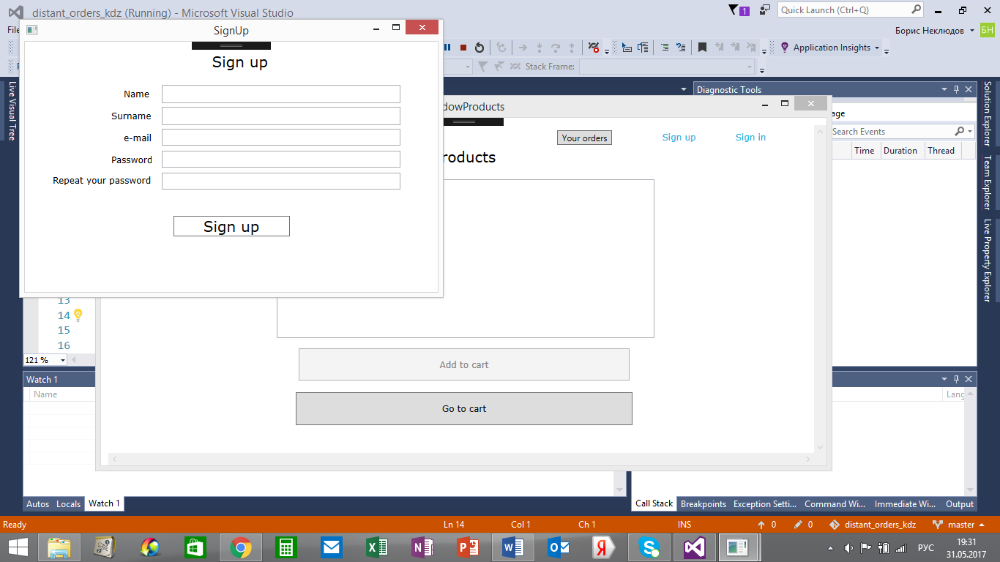 distant_orders_kdz (Running) - Microsoft Visual Studio
1
Quick Launch (Ctrl+Q)
Борис Неклюдов
БН
Application Insights
Stack Frame:
SignUp
Sign up
Name
Surname
e-mail
Password
Repeat your password
Sign up
Live Visual Tree
dowProducts
Your orders
Sign up
Sign in
roducts
Add to cart
Go to cart
Diagnostic Tools
age
Search Events
Time
Duration
Thread
Solution Explorer
Team Explorer
Live Property Explorer
13
14
15
16
121 %
Watch 1
Name
Lang
Autos
Locals
Watch 1
Call Stack
Breakpoints
Exception Setti...
Command Wi...
Immediate Wi...
Output
Ready
Ln 14
Col 1
Ch 1
INS
0
0
distant_orders_kdz
master
РУС
19:31
31.05.2017